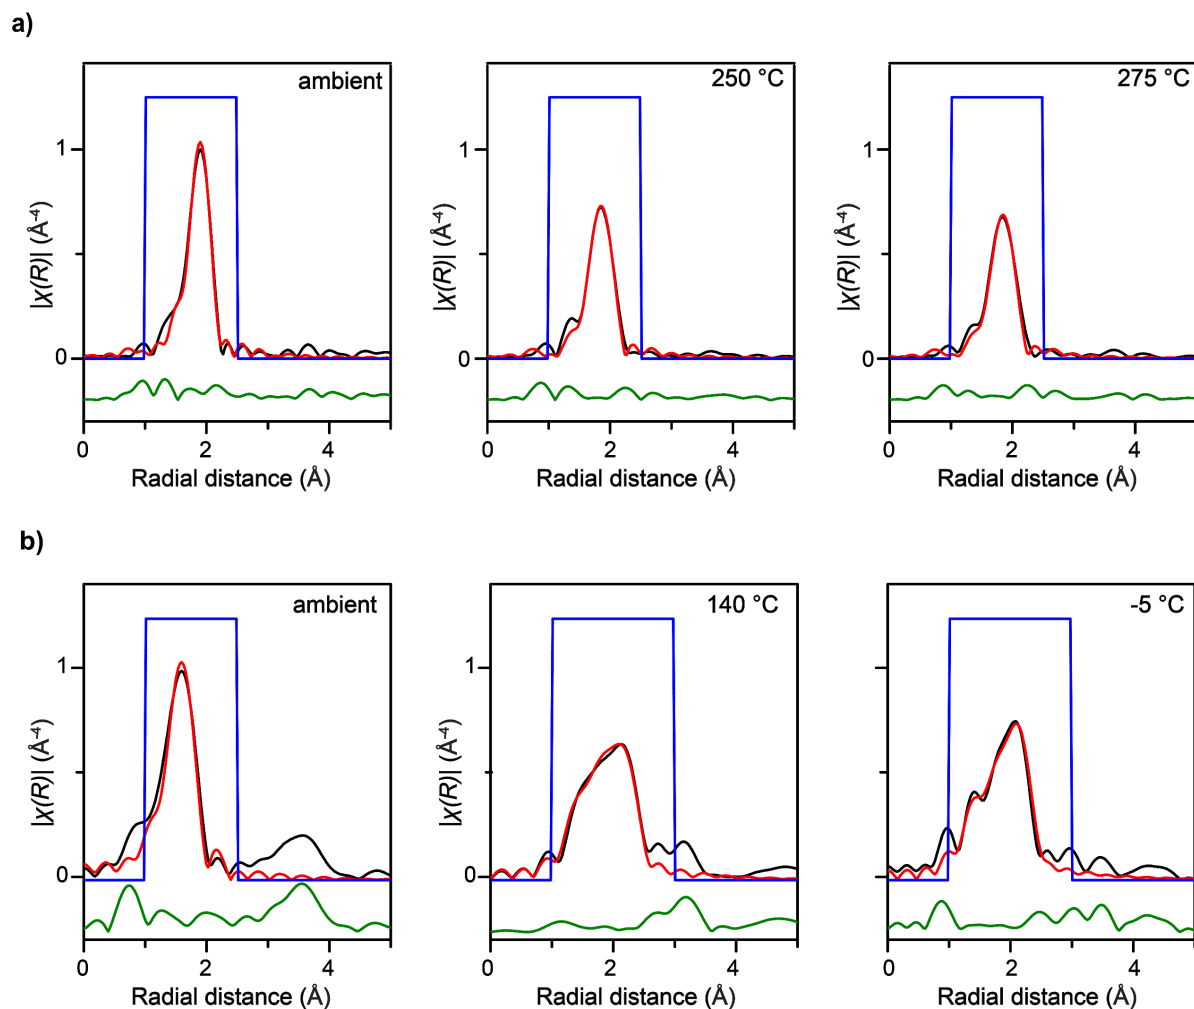 a)
ambient
250 °C
275 °C
1
0
|χ(R)| (Å⁻⁴)
0 2 4
Radial distance (Å)
1
0
|χ(R)| (Å⁻⁴)
0 2 4
Radial distance (Å)
1
0
|χ(R)| (Å⁻⁴)
0 2 4
Radial distance (Å)
b)
ambient
140 °C
-5 °C
1
0
|χ(R)| (Å⁻⁴)
0 2 4
Radial distance (Å)
1
0
|χ(R)| (Å⁻⁴)
0 2 4
Radial distance (Å)
0 2 4
Radial distance (Å)